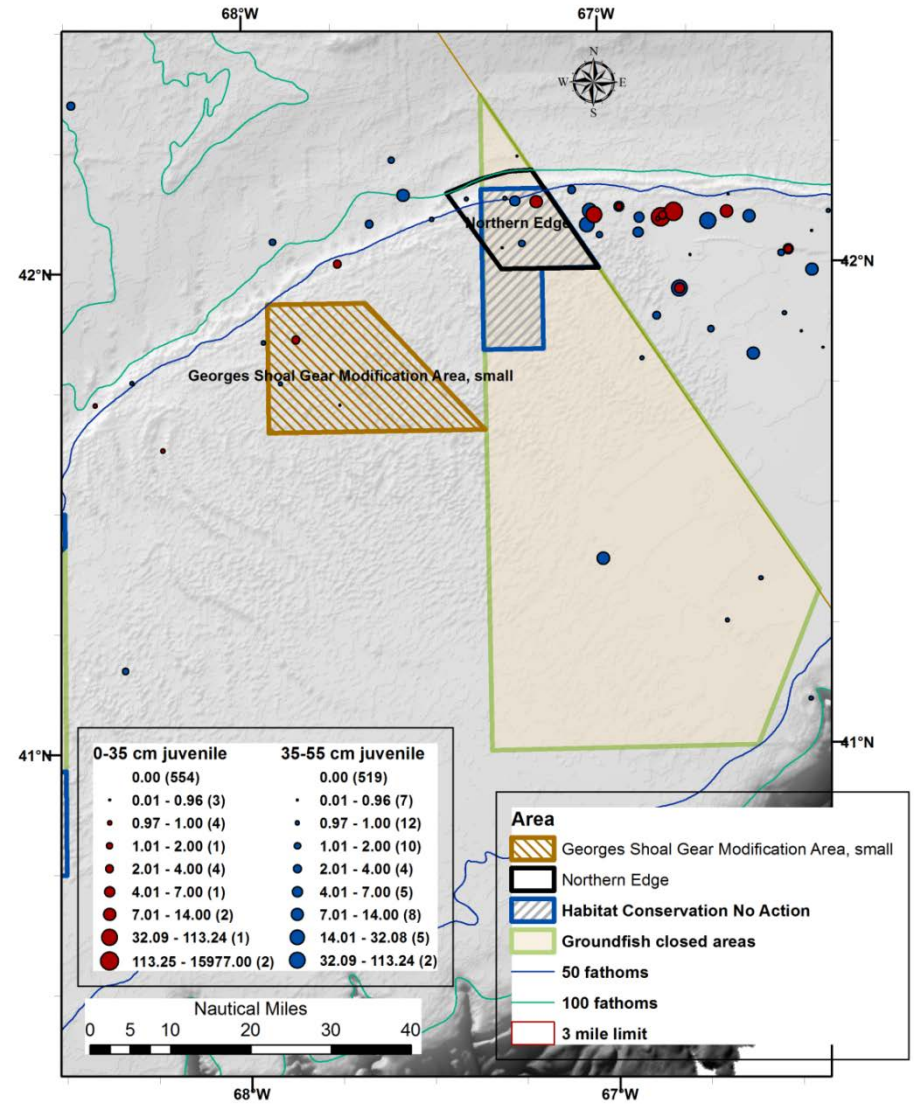 68°W 67°W
N
W E
S
Northern Edge
42°N 42°N
Georges Shoal Gear Modification Area, small
41°N 41°N
0-35 cm juvenile
0.00 (554)
0.01 - 0.96 (3)
0.97 - 1.00 (4)
1.01 - 2.00 (1)
2.01 - 4.00 (4)
4.01 - 7.00 (1)
7.01 - 14.00 (2)
32.09 - 113.24 (1)
113.25 - 15977.00 (2)
35-55 cm juvenile
0.00 (519)
0.01 - 0.96 (7)
0.97 - 1.00 (12)
1.01 - 2.00 (10)
2.01 - 4.00 (4)
4.01 - 7.00 (5)
7.01 - 14.00 (8)
14.01 - 32.08 (5)
32.09 - 113.24 (2)
Area
Georges Shoal Gear Modification Area, small
Northern Edge
Habitat Conservation No Action
Groundfish closed areas
50 fathoms
100 fathoms
3 mile limit
Nautical Miles
0 5 10 20 30 40
68°W 67°W